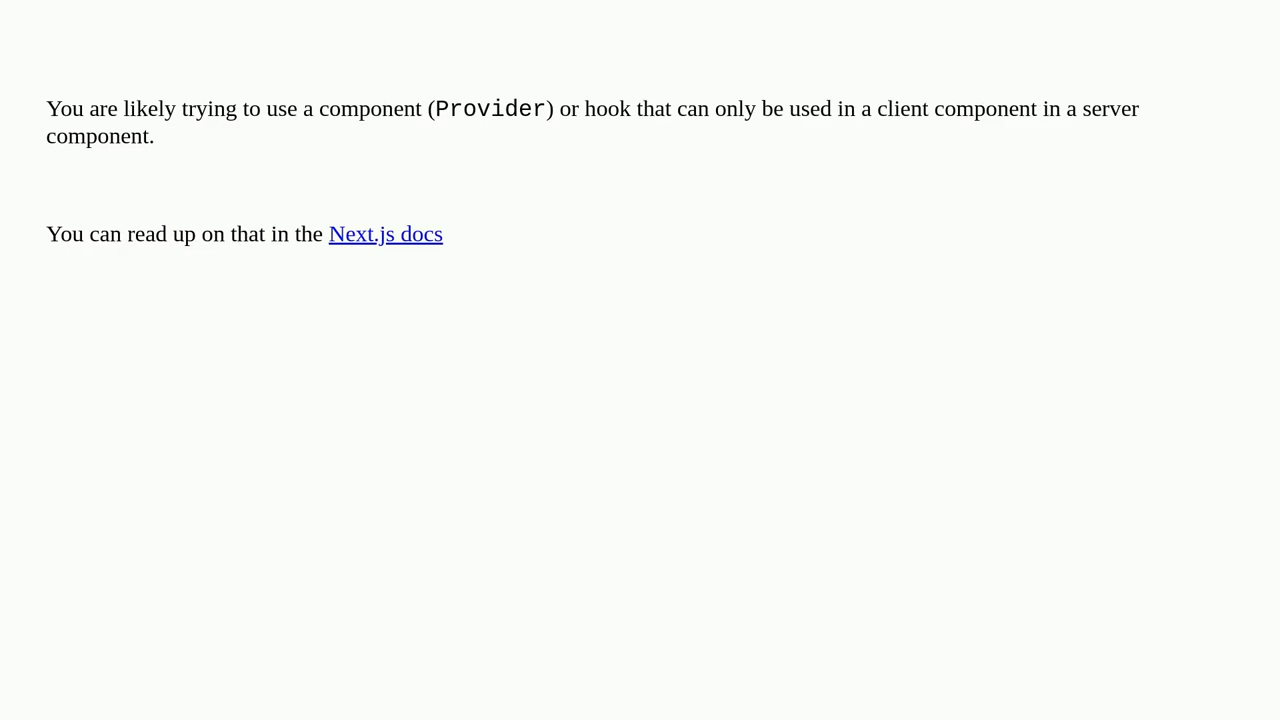 You are likely trying to use a component (Provider) or hook that can only be used in a client component in a server
component.
You can read up on that in the Next.js docs